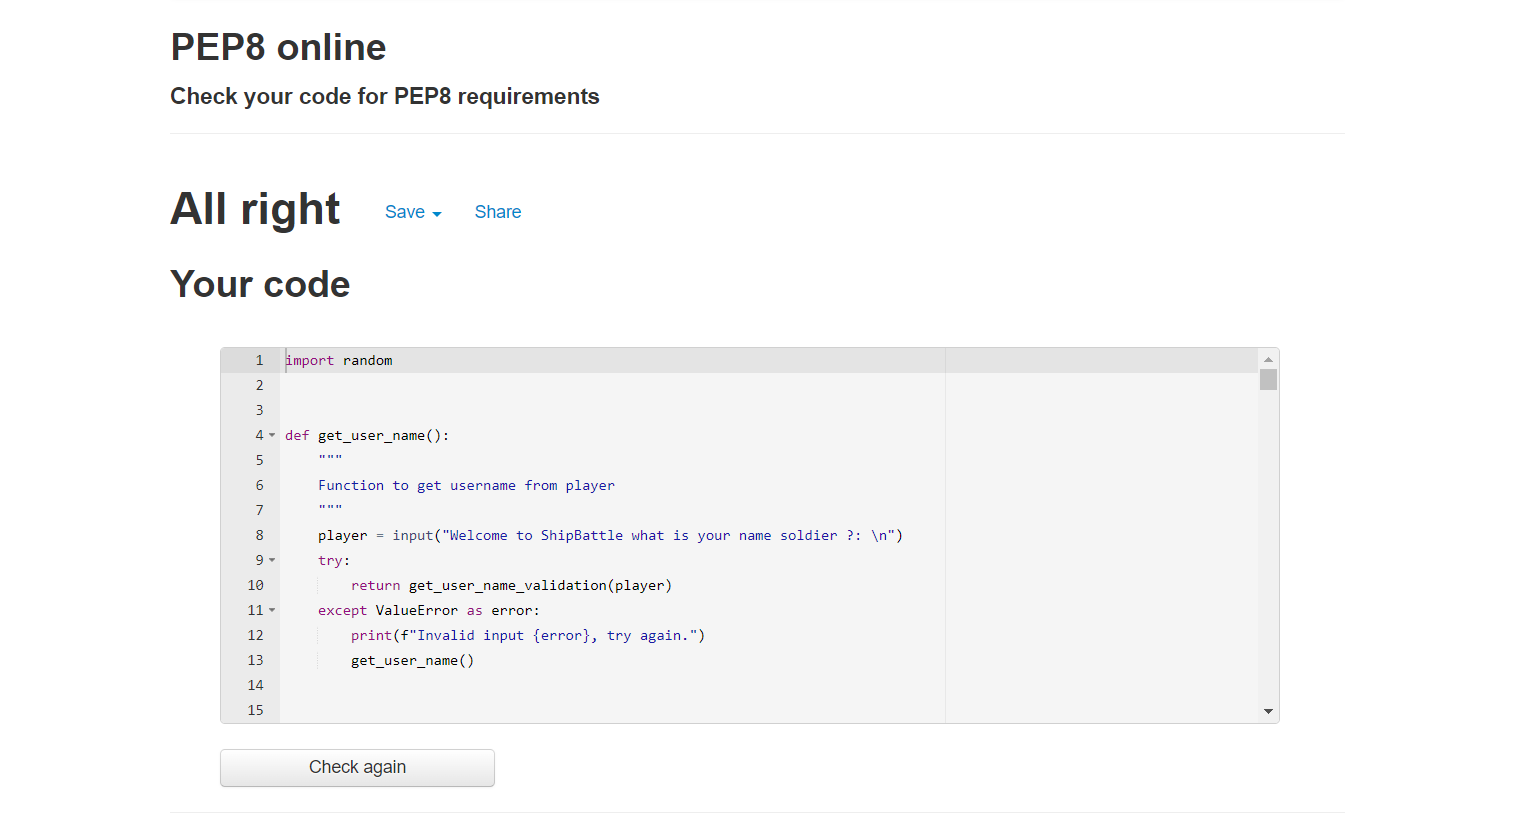 PEP8 online
Check your code for PEP8 requirements
All right Save Share
Your code
1 import random
2
3
4 def get_user_name():
5 """
6 Function to get username from player
7 """
8 player = input("Welcome to ShipBattle what is your name soldier ?: \n")
9 try:
10 return get_user_name_validation(player)
11 except ValueError as error:
12 print(f"Invalid input {error}, try again.")
13 get_user_name()
14
15
Check again